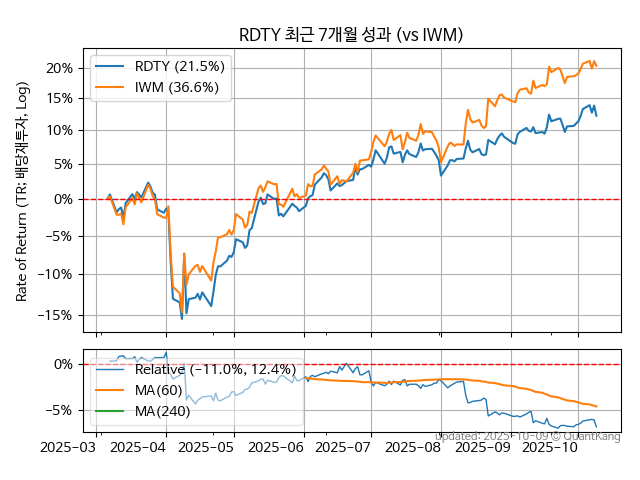 RDTY 최근 7개월 성과 (vs IWM)
Rate of Return (TR: 배당재투자, Log)
20%
15%
10%
5%
0%
−5%
−10%
−15%
RDTY (21.5%)
IWM (36.6%)
0%
−5%
Relative (−11.0%, 12.4%)
MA(60)
MA(240)
2025-03
2025-04
2025-05
2025-06
2025-07
2025-08
2025-09
2025-10
updated: 2025-10-09 © QuantKang